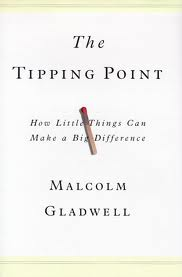 The
TIPPING POINT
How Little Things Can
Make a Big Difference
MALCOLM
GLADWELL